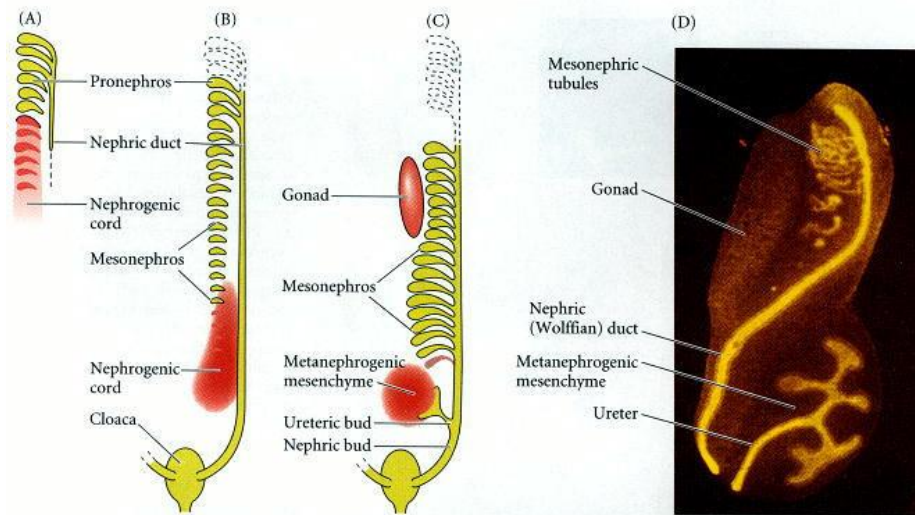 (A)
(B)
(C)
(D)
Pronephros
Nephric duct
Nephrogenic
cord
Mesonephros
Nephrogenic
cord
Cloaca
Gonad
Mesonephros
Metanephrogenic
mesenchyme
Ureteric bud
Nephric bud
Mesonephric
tubules
Gonad
Nephric
(Wolffian) duct
Metanephrogenic
mesenchyme
Ureter